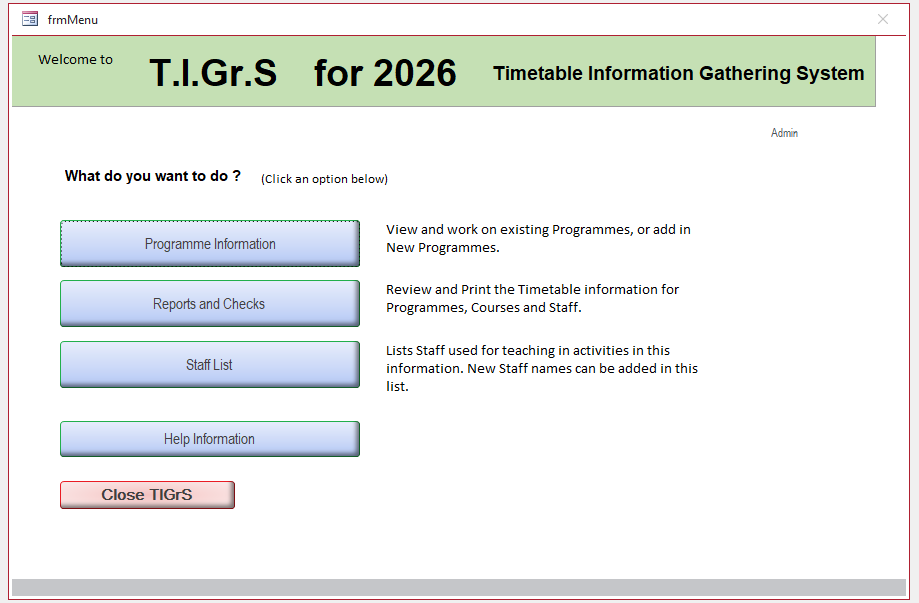 frmMenu
Welcome to
T.I.Gr.S for 2026
Timetable Information Gathering System
Admin
What do you want to do ? (Click an option below)
Programme Information
View and work on existing Programmes, or add in
New Programmes.
Reports and Checks
Review and Print the Timetable information for
Programmes, Courses and Staff.
Staff List
Lists Staff used for teaching in activities in this
information. New Staff names can be added in this
list.
Help Information
Close TIGrS